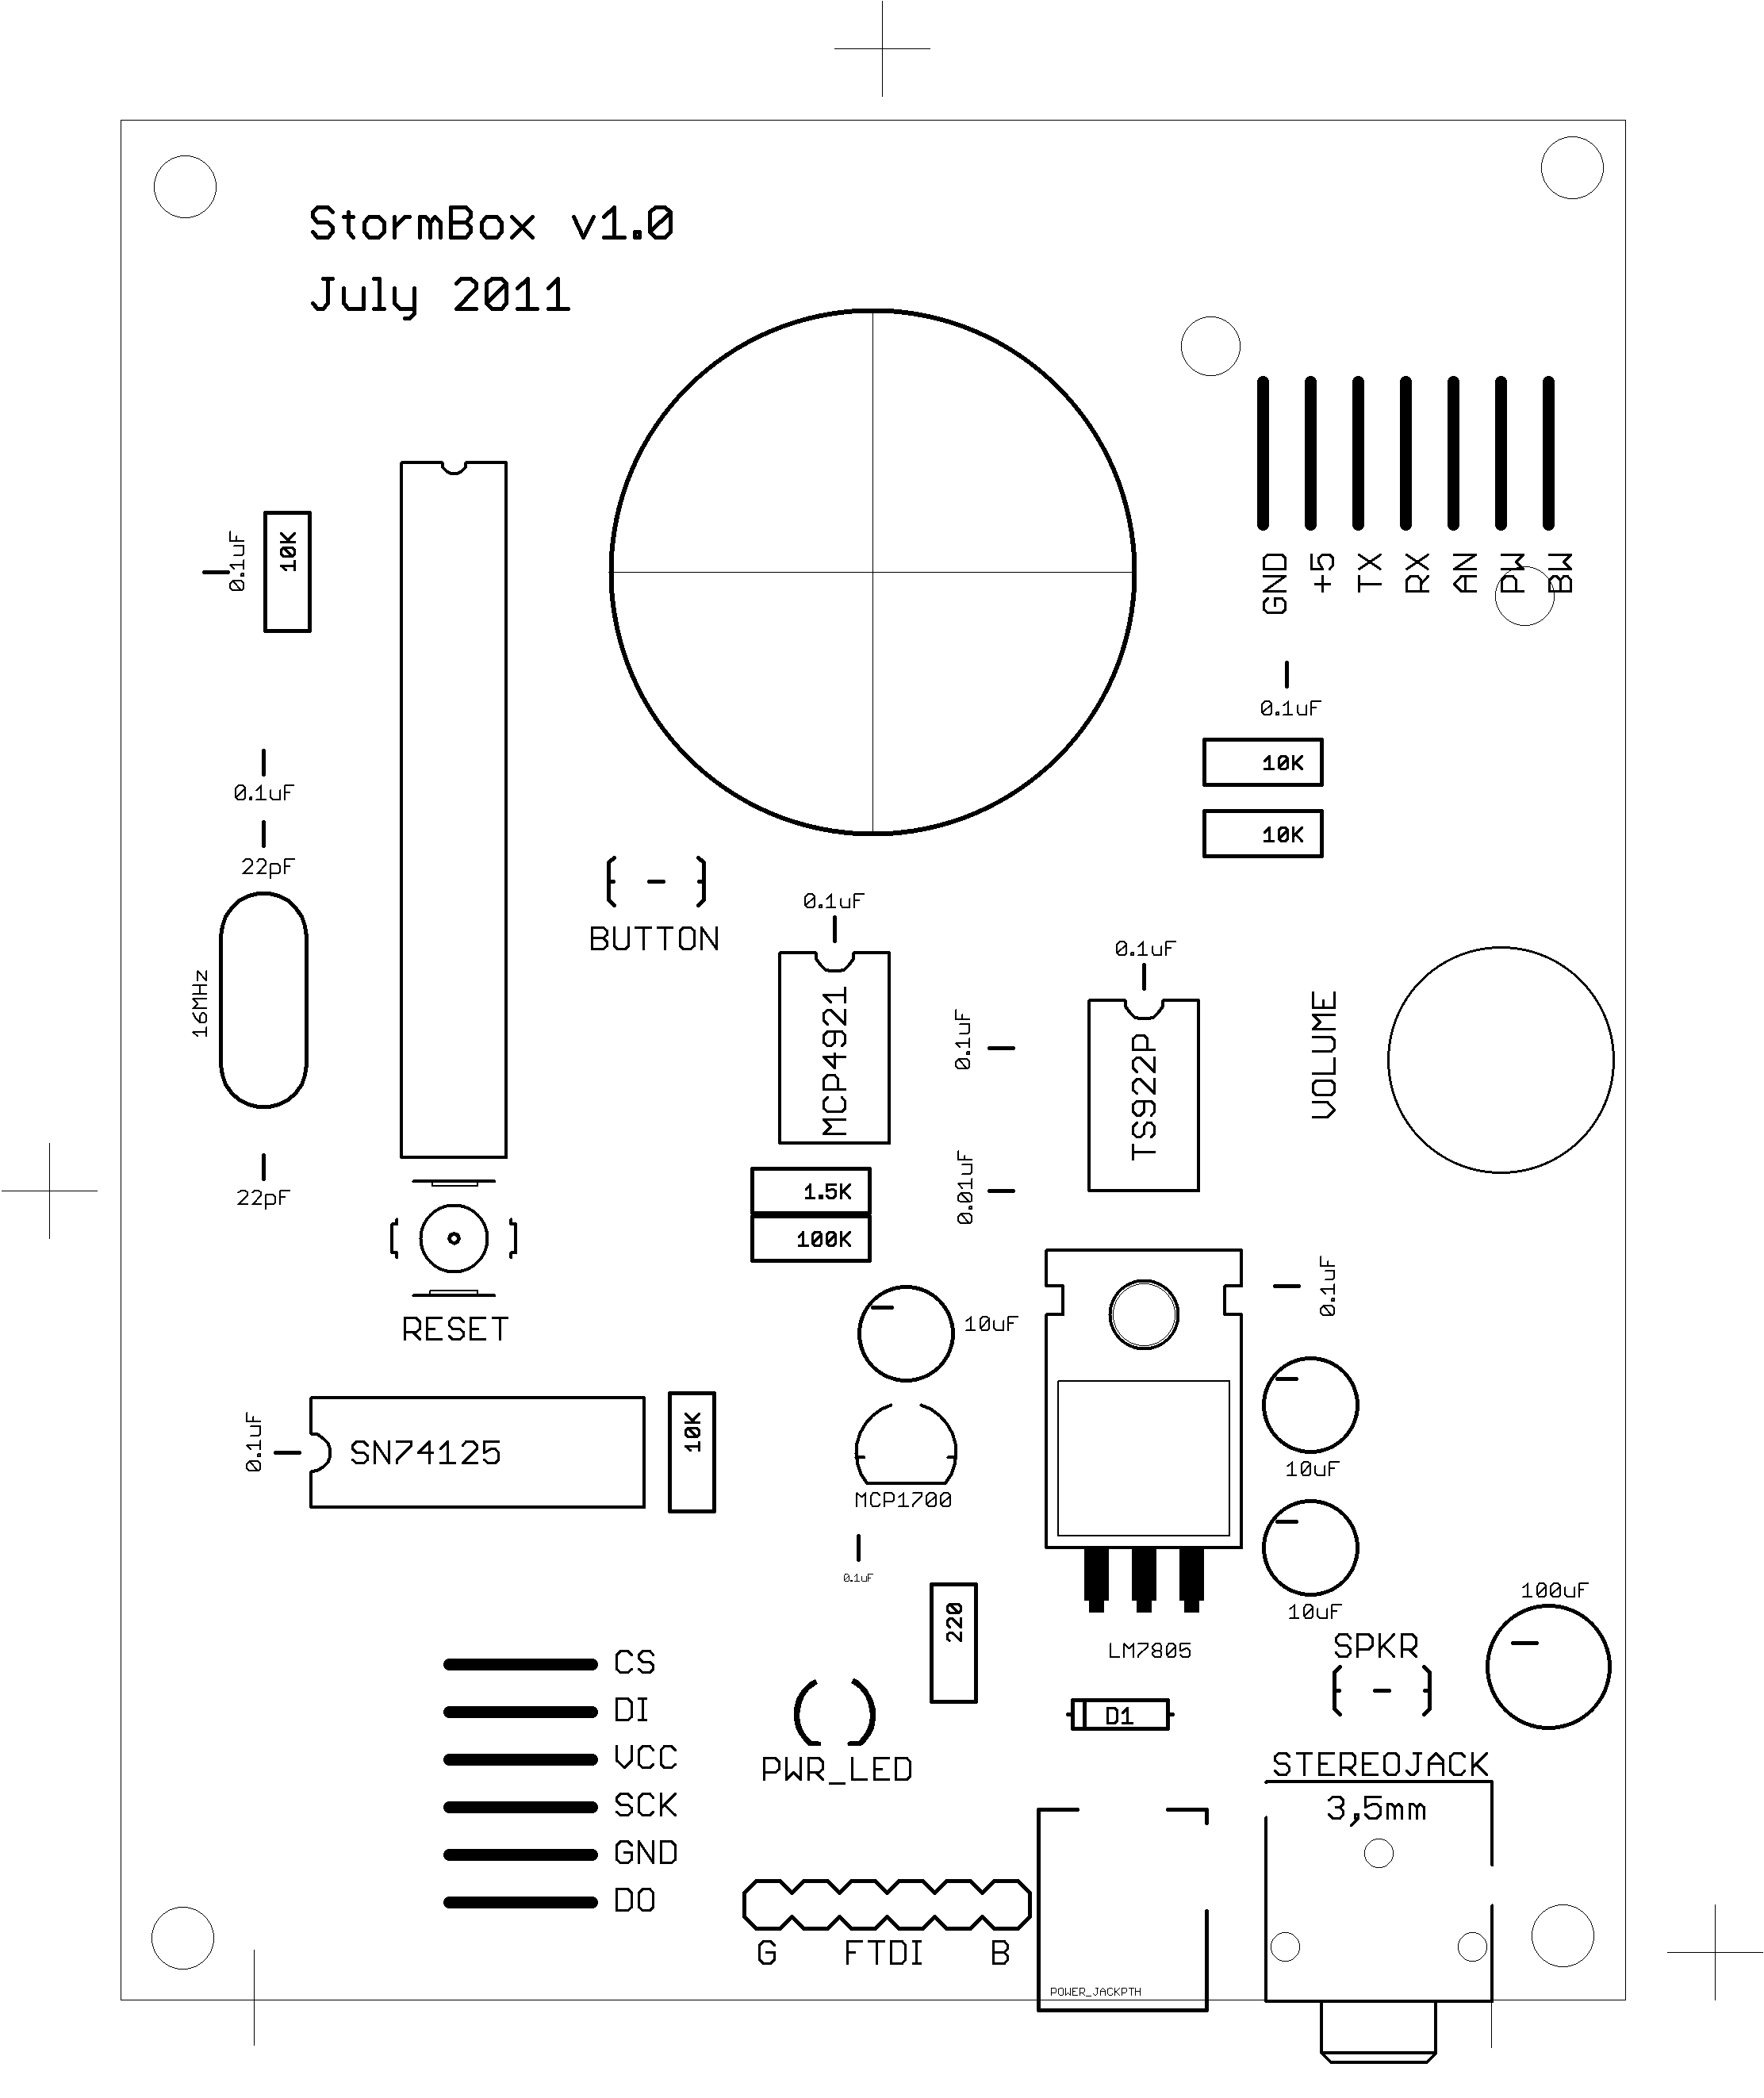 StormBox v1.0
July 2011
GND
+5
TX
RX
AN
PW
BW
0.1uF
10K
0.1uF
10K
10K
0.1uF
22pF
16MHz
22pF
BUTTON
0.1uF
MCP4921
0.1uF
0.1uF
TS922P
VOLUME
0.01uF
1.5K
100K
RESET
10uF
0.1uF
0.1uF
SN74125
10K
MCP1700
10uF
0.1uF
220
10uF
100uF
LM7805
SPKR
CS
DI
VCC
SCK
GND
DO
D1
PWR_LED
STEREOJACK
3,5mm
G FTDI B
POWER_JACKPTH